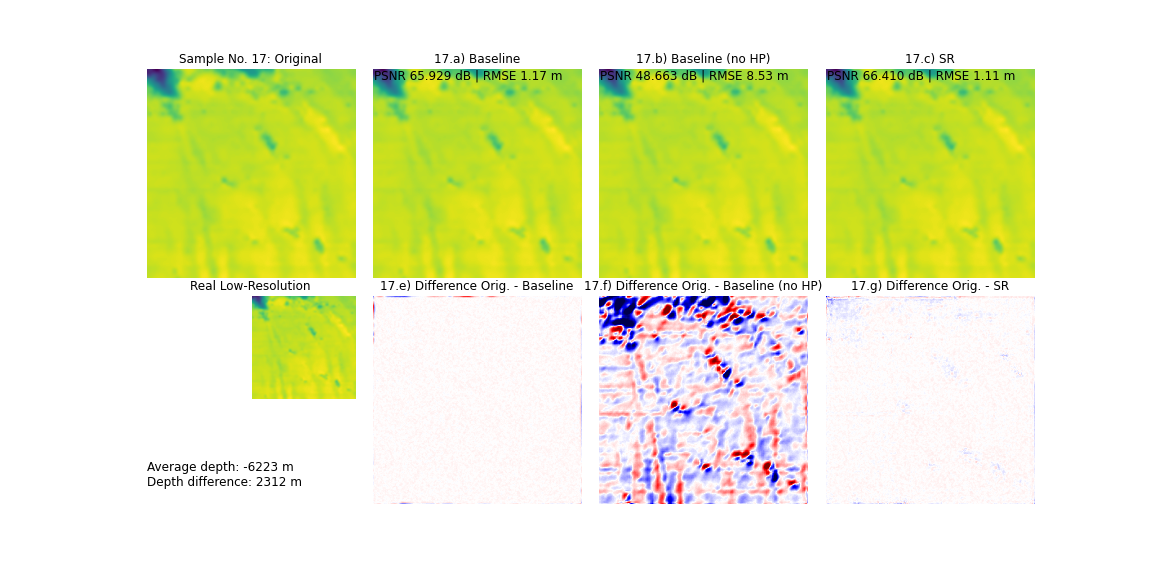 Sample No. 17: Original
17.a) Baseline
17.b) Baseline (no HP)
17.c) SR
PSNR 65.929 dB | RMSE 1.17 m
PSNR 48.663 dB | RMSE 8.53 m
PSNR 66.410 dB | RMSE 1.11 m
Real Low-Resolution
17.e) Difference Orig. - Baseline
17.f) Difference Orig. - Baseline (no HP)
17.g) Difference Orig. - SR
Average depth: -6223 m
Depth difference: 2312 m